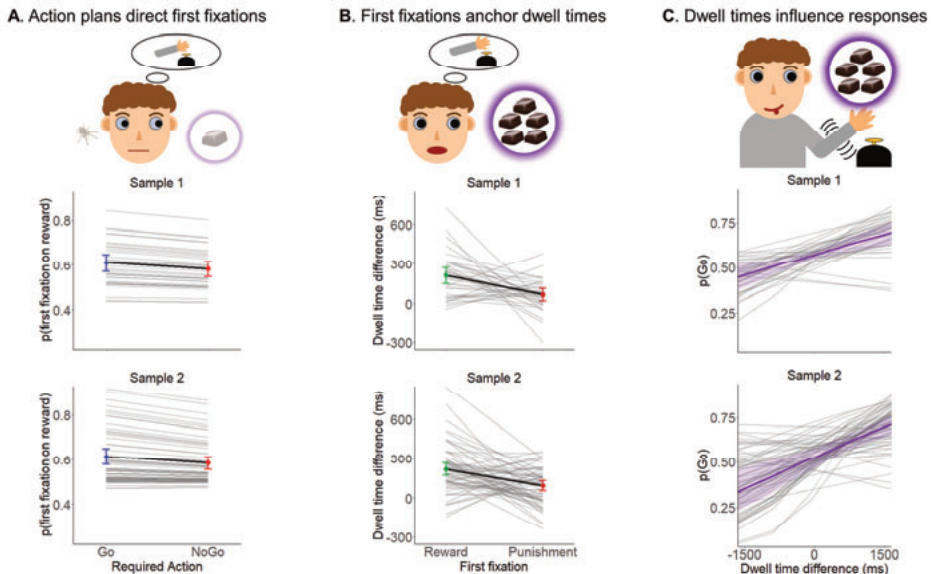 A. Action plans direct first fixations
B. First fixations anchor dwell times
C. Dwell times influence responses
Sample 1
p(first fixation on reward)
0.8
0.6
0.4
Sample 1
Dwell time difference (ms)
600
300
0
-300
Sample 1
p(Go)
0.75
0.50
0.25
Sample 2
p(first fixation on reward)
0.8
0.6
0.4
Go
NoGo
Required Action
Sample 2
Dwell time difference (ms)
600
300
0
-300
Reward
Punishment
First fixation
Sample 2
p(Go)
0.75
0.50
0.25
-1500
0
1500
Dwell time difference (ms)